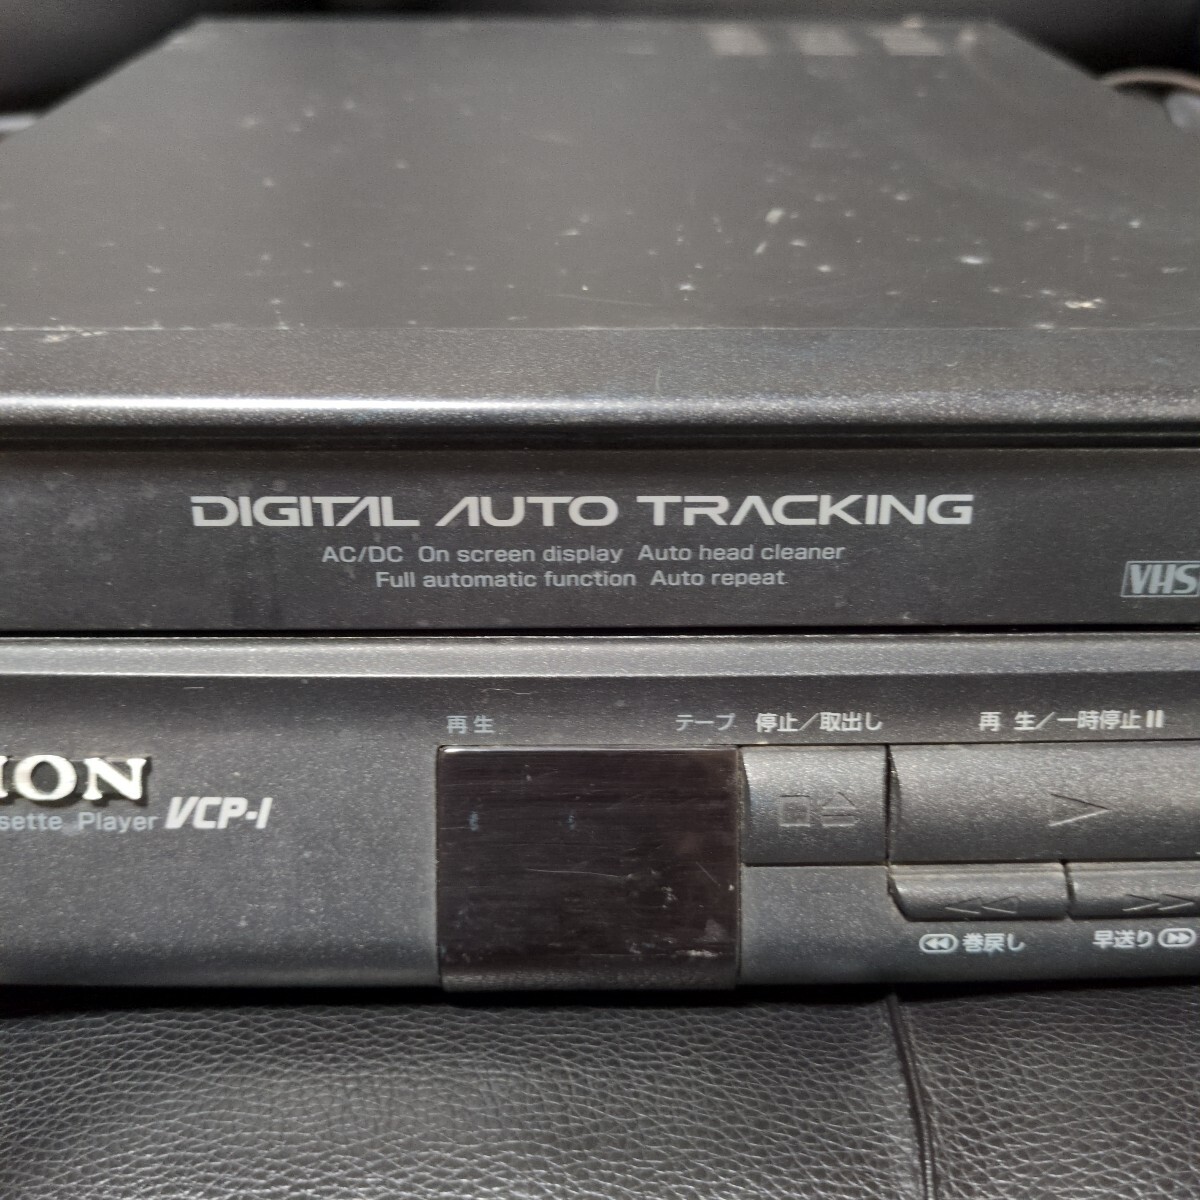 DIGITAL AUTO TRACKING
AC/DC On screen display Auto head cleaner
Full automatic function Auto repeat
VHS
再生 テープ 停止／取出し 再 生／一時停止
ION
sette Player VCP-1
巻戻し 早送り